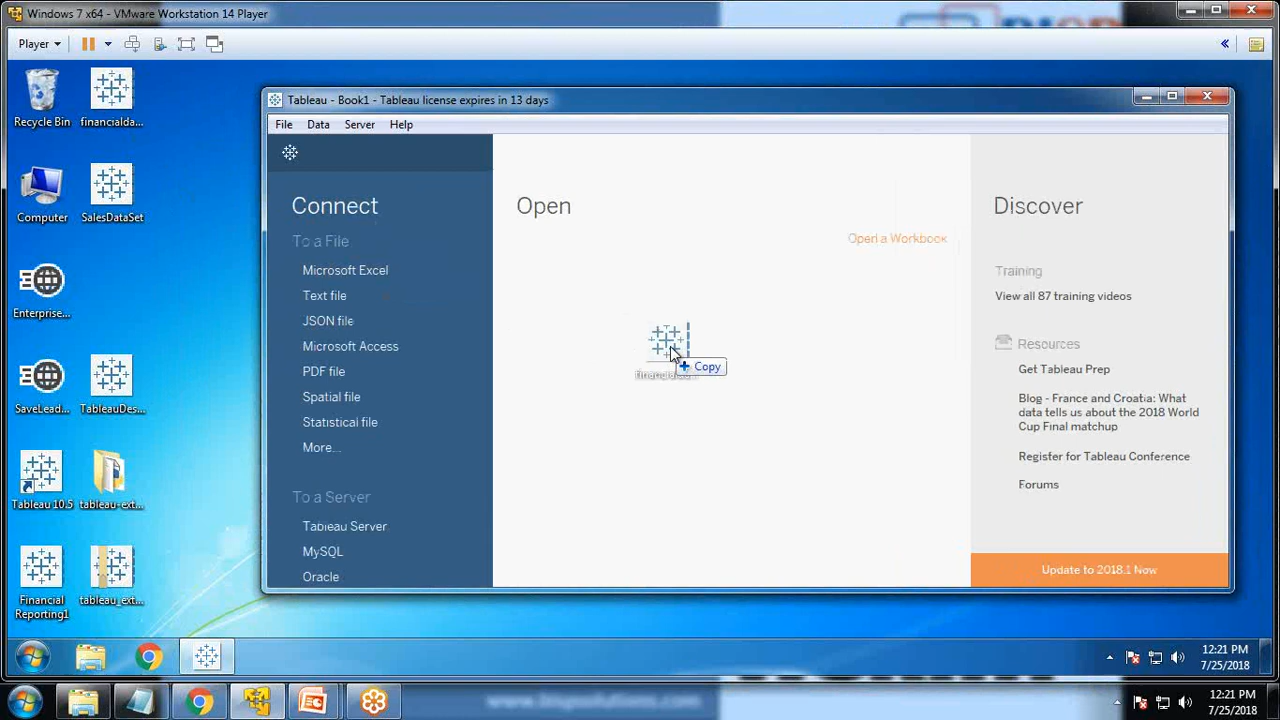 Windows 7 x64 - VMware Workstation 14 Player
Player
Recycle Bin
financialda...
Computer
SalesDataSet
Enterprise...
SaveLead...
TableauDes...
Tableau 10.5
tableau-ext...
Financial
Reporting1
tableau_ext...
Tableau - Book1 - Tableau license expires in 13 days
File
Data
Server
Help
Connect
To a File
Microsoft Excel
Text file
JSON file
Microsoft Access
PDF file
Spatial file
Statistical file
More...
To a Server
Tableau Server
MySQL
Oracle
Open
Open a Workbook
Copy
Discover
Training
View all 87 training videos
Resources
Get Tableau Prep
Blog - France and Croatia: What
data tells us about the 2018 World
Cup Final matchup
Register for Tableau Conference
Forums
Update to 2018.1 Now
12:21 PM
7/25/2018
12:21 PM
7/25/2018